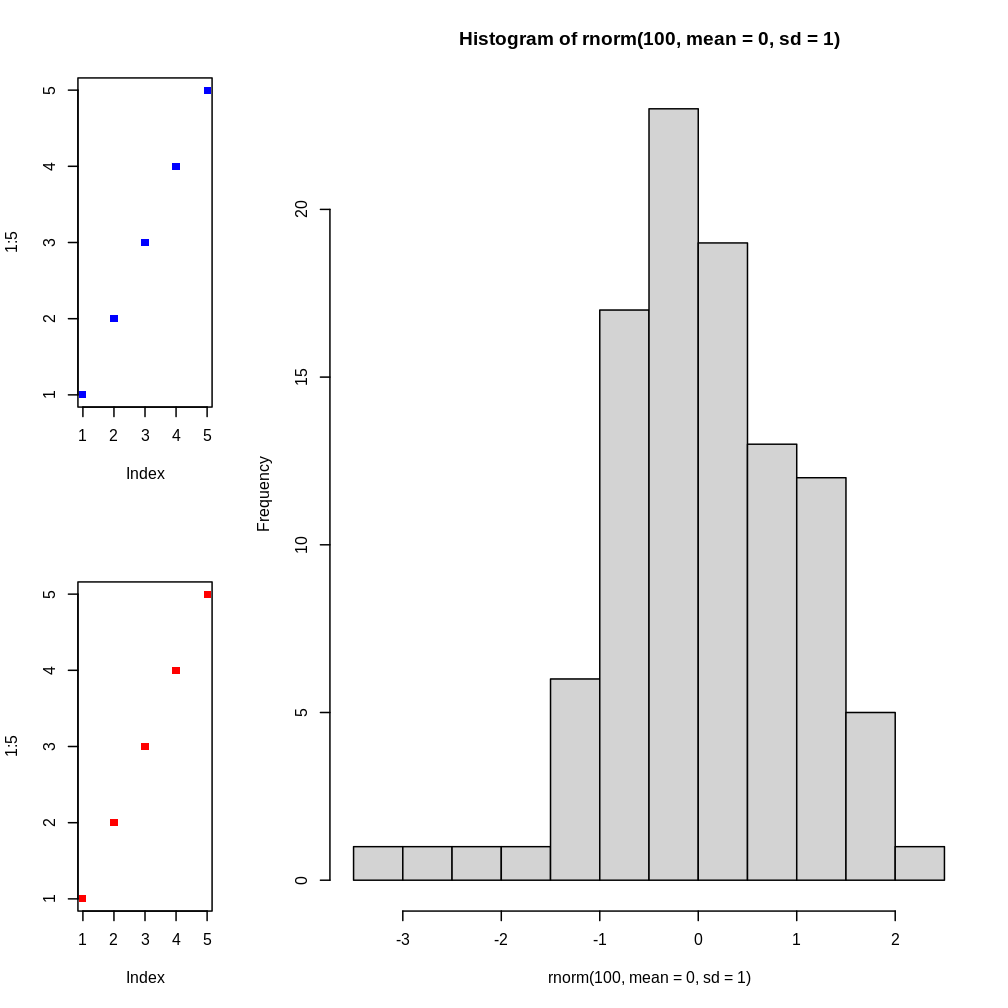 Histogram of rnorm(100, mean = 0, sd = 1)
5
4
3
2
1
1:5
1 2 3 4 5
Index
5
4
3
2
1
1:5
1 2 3 4 5
Index
20
15
10
5
0
Frequency
-3 -2 -1 0 1 2
rnorm(100, mean = 0, sd = 1)